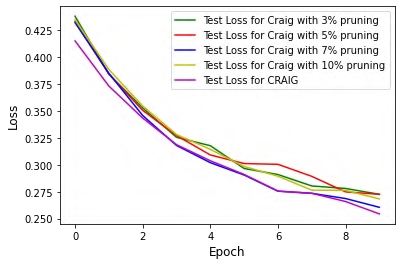 Test Loss for Craig with 3% pruning
Test Loss for Craig with 5% pruning
Test Loss for Craig with 7% pruning
Test Loss for Craig with 10% pruning
Test Loss for CRAIG
Loss
0.425
0.400
0.375
0.350
0.325
0.300
0.275
0.250
0 2 4 6 8
Epoch